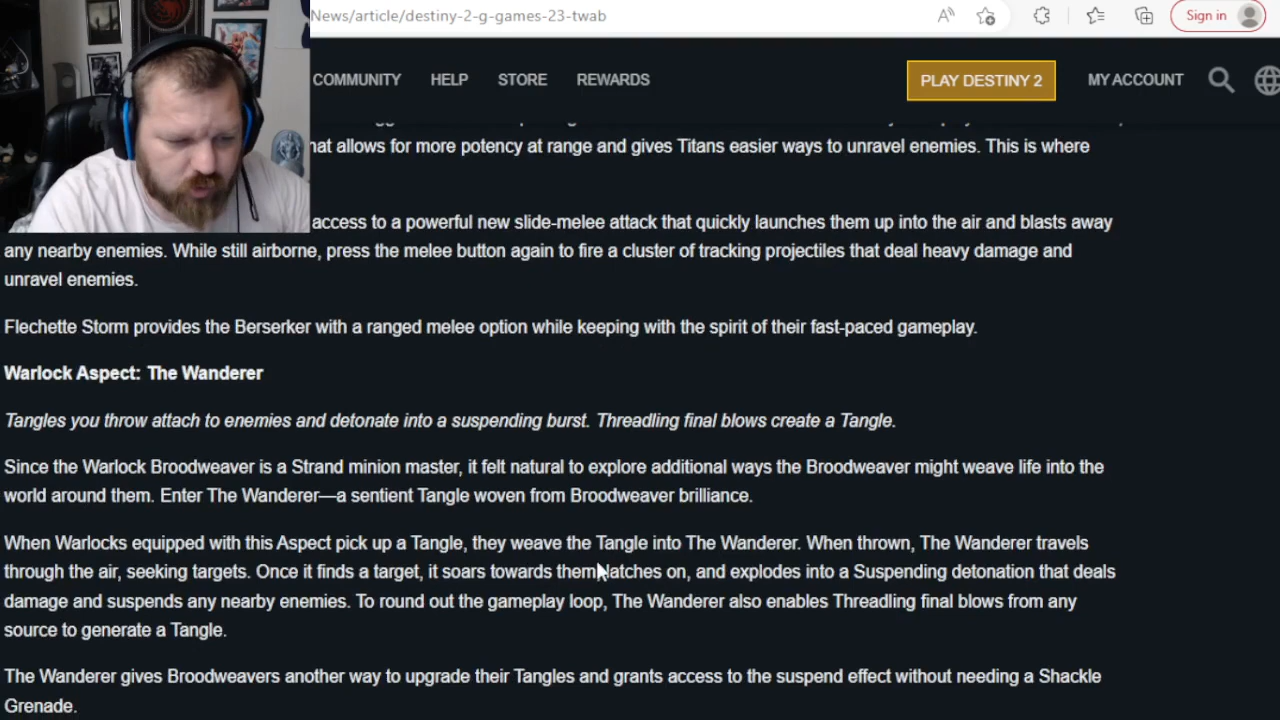 News/article/destiny-2-g-games-23-twab
Sign in
COMMUNITY HELP STORE REWARDS PLAY DESTINY 2 MY ACCOUNT
that allows for more potency at range and gives Titans easier ways to unravel enemies. This is where
access to a powerful new slide-melee attack that quickly launches them up into the air and blasts away
any nearby enemies. While still airborne, press the melee button again to fire a cluster of tracking projectiles that deal heavy damage and
unravel enemies.
Flechette Storm provides the Berserker with a ranged melee option while keeping with the spirit of their fast-paced gameplay.
Warlock Aspect: The Wanderer
Tangles you throw attach to enemies and detonate into a suspending burst. Threadling final blows create a Tangle.
Since the Warlock Broodweaver is a Strand minion master, it felt natural to explore additional ways the Broodweaver might weave life into the
world around them. Enter The Wanderer—a sentient Tangle woven from Broodweaver brilliance.
When Warlocks equipped with this Aspect pick up a Tangle, they weave the Tangle into The Wanderer. When thrown, The Wanderer travels
through the air, seeking targets. Once it finds a target, it soars towards them latches on, and explodes into a Suspending detonation that deals
damage and suspends any nearby enemies. To round out the gameplay loop, The Wanderer also enables Threadling final blows from any
source to generate a Tangle.
The Wanderer gives Broodweavers another way to upgrade their Tangles and grants access to the suspend effect without needing a Shackle
Grenade.